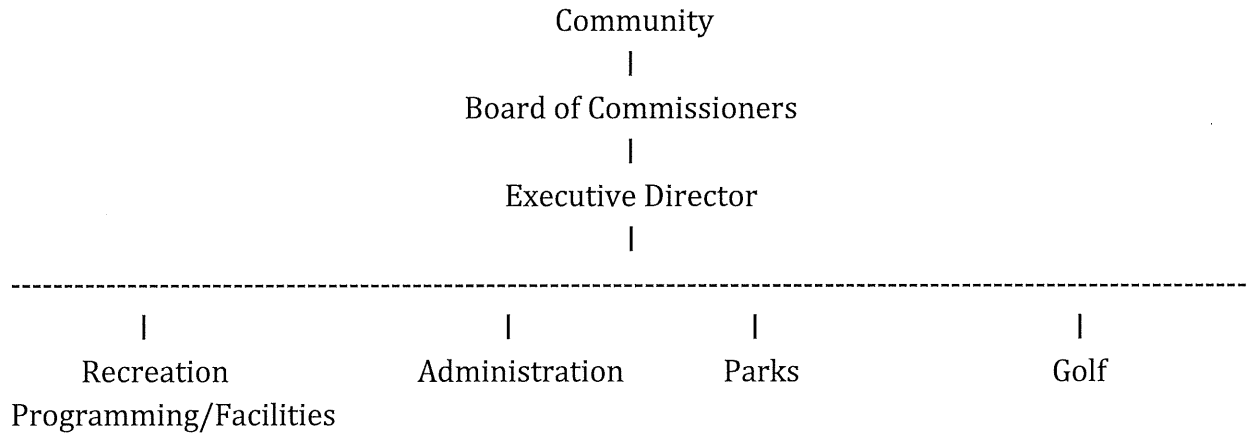 Community
|
Board of Commissioners
|
Executive Director
|
--------------------------------------------------------------------------------
| | | |
Recreation Administration Parks Golf
Programming/Facilities